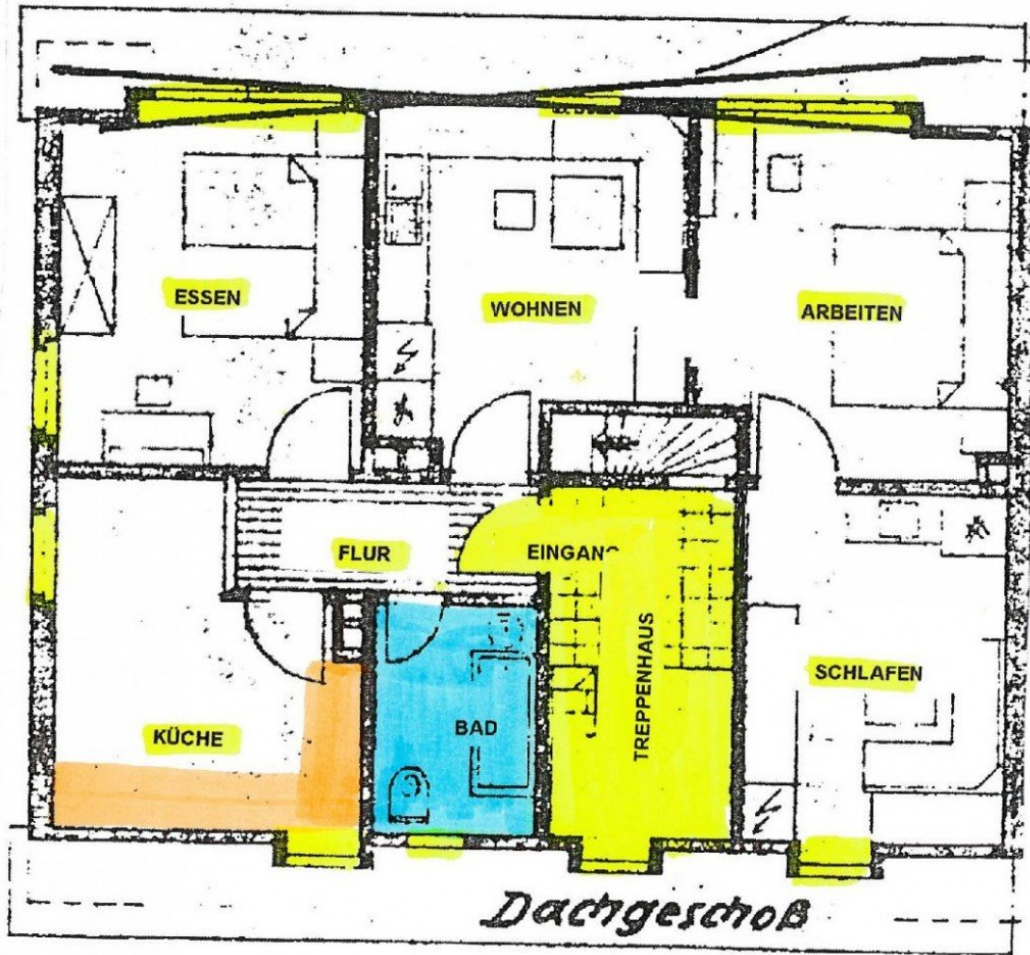 ESSEN
WOHNEN
ARBEITEN
FLUR
EINGANG
TREPPENHAUS
SCHLAFEN
BAD
KÜCHE
Dachgeschoß